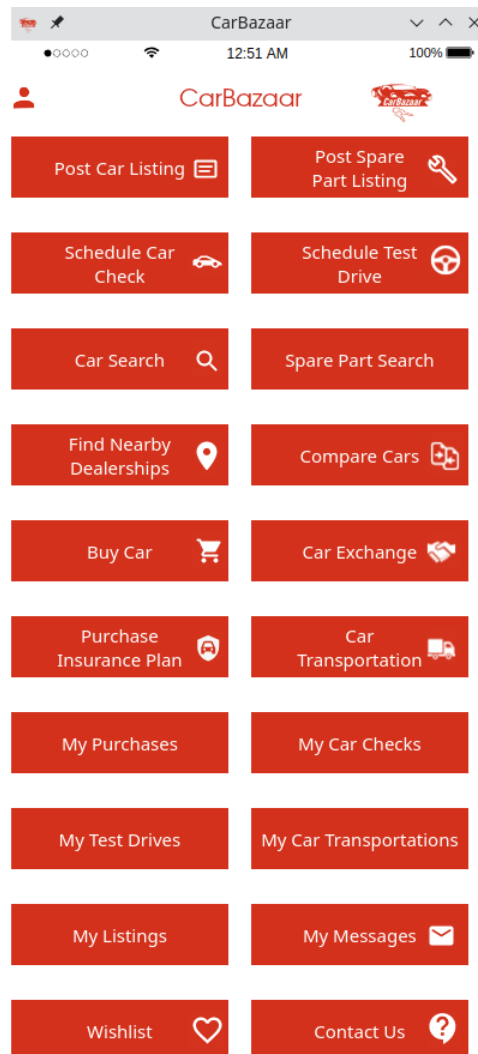 CarBazaar
12:51 AM
100%
CarBazaar
CarBazaar
Post Car Listing
Post Spare
Part Listing
Schedule Car
Check
Schedule Test
Drive
Car Search
Spare Part Search
Find Nearby
Dealerships
Compare Cars
Buy Car
Car Exchange
Purchase
Insurance Plan
Car
Transportation
My Purchases
My Car Checks
My Test Drives
My Car Transportations
My Listings
My Messages
Wishlist
Contact Us